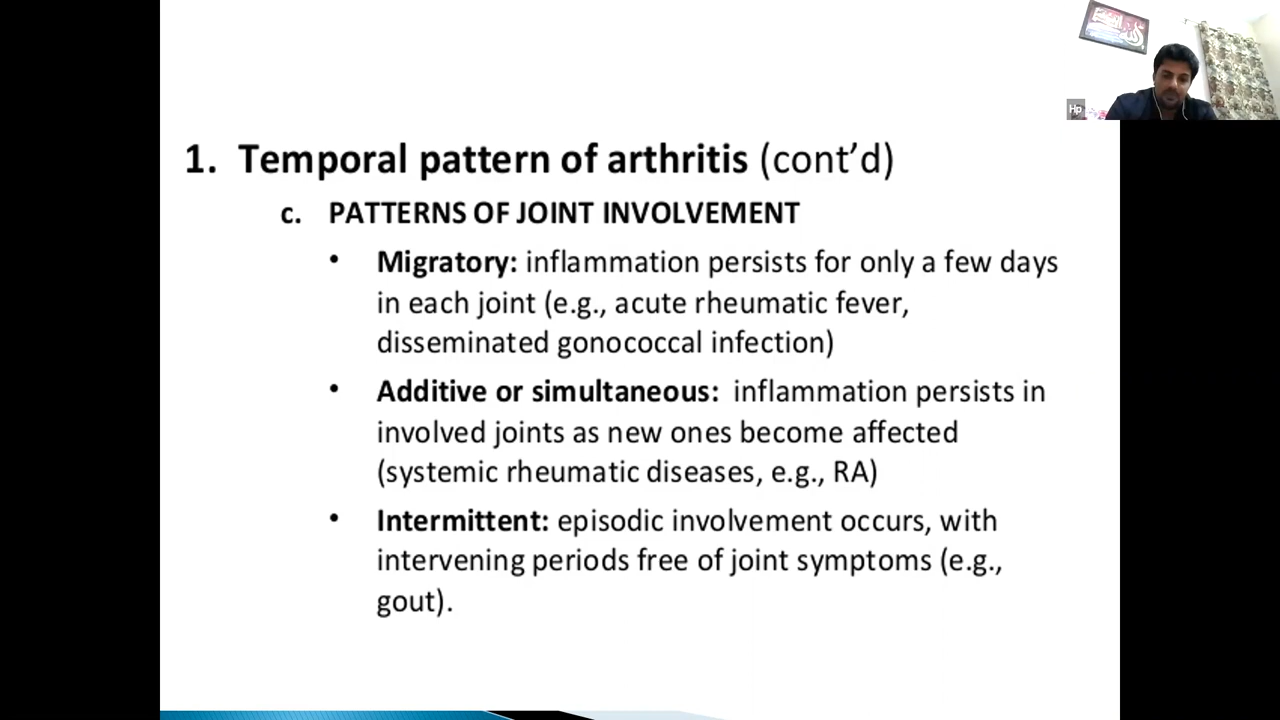 1. Temporal pattern of arthritis (cont’d)
c. PATTERNS OF JOINT INVOLVEMENT
• Migratory: inflammation persists for only a few days
in each joint (e.g., acute rheumatic fever,
disseminated gonococcal infection)
• Additive or simultaneous: inflammation persists in
involved joints as new ones become affected
(systemic rheumatic diseases, e.g., RA)
• Intermittent: episodic involvement occurs, with
intervening periods free of joint symptoms (e.g.,
gout).
Hp